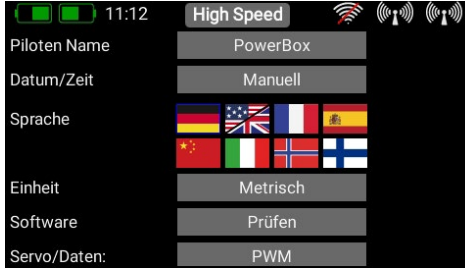 11:12 High Speed
Piloten Name PowerBox
Datum/Zeit Manuell
Sprache
Einheit Metrisch
Software Prüfen
Servo/Daten: PWM